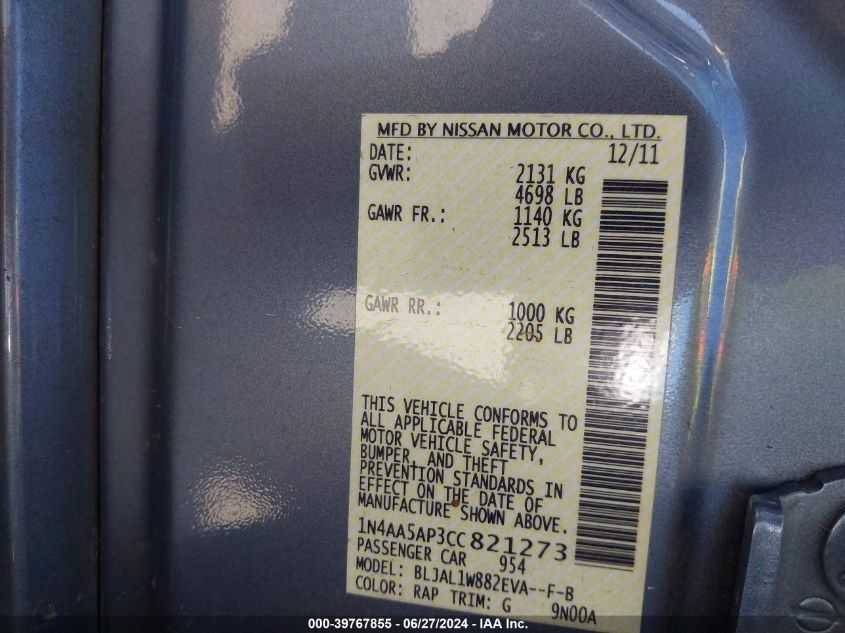 MFD BY NISSAN MOTOR CO., LTD.
DATE: 12/11
GVWR: 2131 KG
4698 LB
GAWR FR.: 1140 KG
2513 LB
GAWR RR.: 1000 KG
2205 LB
THIS VEHICLE CONFORMS TO
ALL APPLICABLE FEDERAL
MOTOR VEHICLE SAFETY,
BUMPER, AND THEFT
PREVENTION STANDARDS IN
EFFECT ON THE DATE OF
MANUFACTURE SHOWN ABOVE.
1N4AA5AP3CC821273
PASSENGER CAR 954
MODEL: BLJAL1W882EVA--F-B
COLOR: RAP TRIM: G 9N00A
000-39767855 - 06/27/2024 - IAA Inc.